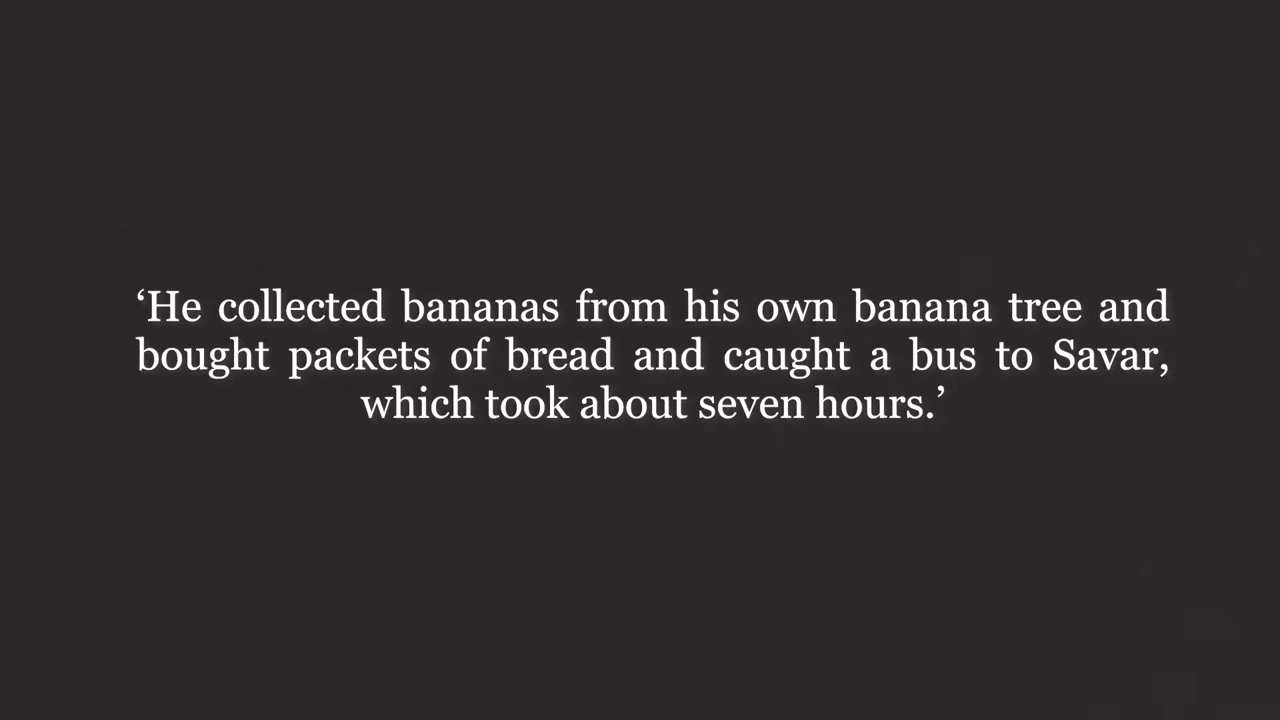 ‘He collected bananas from his own banana tree and
bought packets of bread and caught a bus to Savar,
which took about seven hours.’